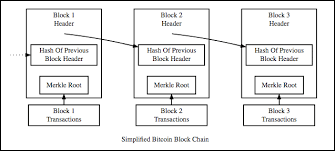 Block 1
Header
Hash Of Previous
Block Header
Merkle Root
Block 1
Transactions
Block 2
Header
Hash Of Previous
Block Header
Merkle Root
Block 2
Transactions
Block 3
Header
Hash Of Previous
Block Header
Merkle Root
Block 3
Transactions
Simplified Bitcoin Block Chain